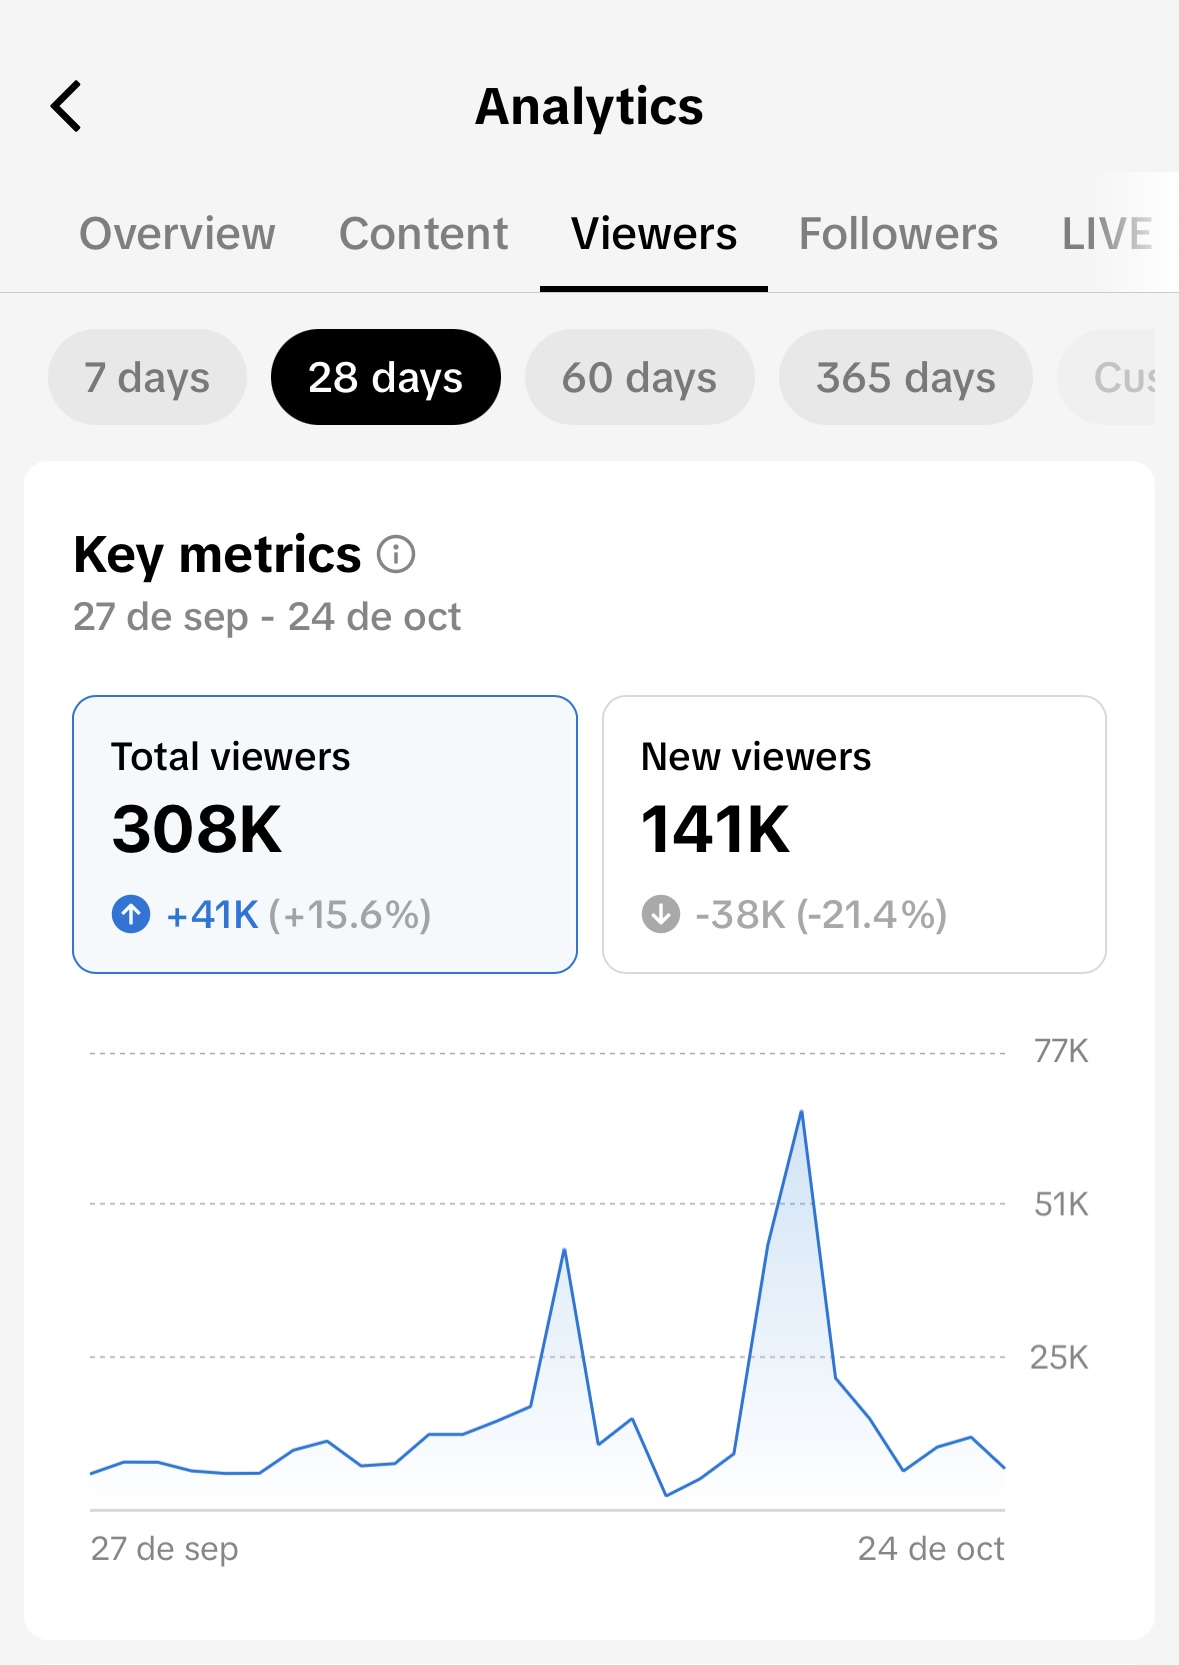 Analytics
Overview Content Viewers Followers LIVE
7 days 28 days 60 days 365 days Cus
Key metrics
27 de sep - 24 de oct
Total viewers
308K
+41K (+15.6%)
New viewers
141K
-38K (-21.4%)
77K
51K
25K
27 de sep 24 de oct